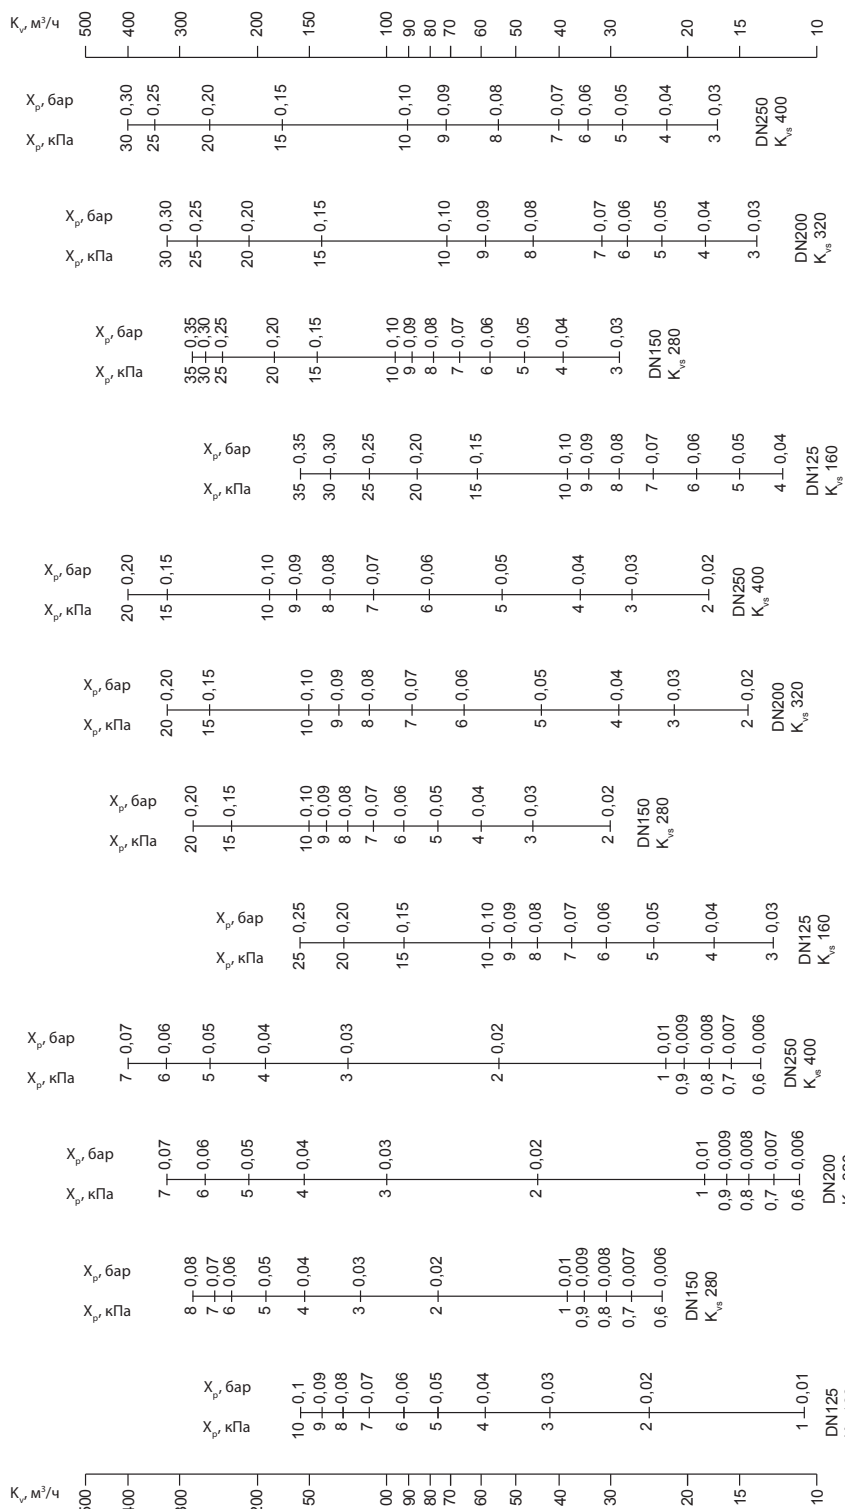 Kv, м³/ч 500 400 300 200 150 100 90 80 70 60 50 40 30 20 15 10
Xp, бар 0,30 0,25 0,20 0,15 0,10 0,09 0,08 0,07 0,06 0,05 0,04 0,03
Xp, кПа 30 25 20 15 10 9 8 7 6 5 4 3
DN250
Kvs 400
Xp, бар 0,30 0,25 0,20 0,15 0,10 0,09 0,08 0,07 0,06 0,05 0,04 0,03
Xp, кПа 30 25 20 15 10 9 8 7 6 5 4 3
DN200
Kvs 320
Xp, бар 0,35 0,30 0,25 0,20 0,15 0,10 0,09 0,08 0,07 0,06 0,05 0,04 0,03
Xp, кПа 35 30 25 20 15 10 9 8 7 6 5 4 3
DN150
Kvs 280
Xp, бар 0,35 0,30 0,25 0,20 0,15 0,10 0,09 0,08 0,07 0,06 0,05 0,04
Xp, кПа 35 30 25 20 15 10 9 8 7 6 5 4
DN125
Kvs 160
Xp, бар 0,20 0,15 0,10 0,09 0,08 0,07 0,06 0,05 0,04 0,03 0,02
Xp, кПа 20 15 10 9 8 7 6 5 4 3 2
DN250
Kvs 400
Xp, бар 0,20 0,15 0,10 0,09 0,08 0,07 0,06 0,05 0,04 0,03 0,02
Xp, кПа 20 15 10 9 8 7 6 5 4 3 2
DN200
Kvs 320
Xp, бар 0,20 0,15 0,10 0,09 0,08 0,07 0,06 0,05 0,04 0,03 0,02
Xp, кПа 20 15 10 9 8 7 6 5 4 3 2
DN150
Kvs 280
Xp, бар 0,25 0,20 0,15 0,10 0,09 0,08 0,07 0,06 0,05 0,04 0,03
Xp, кПа 25 20 15 10 9 8 7 6 5 4 3
DN125
Kvs 160
Xp, бар 0,07 0,06 0,05 0,04 0,03 0,02 0,01 0,009 0,008 0,007 0,006
Xp, кПа 7 6 5 4 3 2 1 0,9 0,8 0,7 0,6
DN250
Kvs 400
Xp, бар 0,07 0,06 0,05 0,04 0,03 0,02 0,01 0,009 0,008 0,007 0,006
Xp, кПа 7 6 5 4 3 2 1 0,9 0,8 0,7 0,6
DN200
Xp, бар 0,08 0,07 0,06 0,05 0,04 0,03 0,02 0,01 0,009 0,008 0,007 0,006
Xp, кПа 8 7 6 5 4 3 2 1 0,9 0,8 0,7 0,6
DN150
Kvs 280
Xp, бар 0,1 0,09 0,08 0,07 0,06 0,05 0,04 0,03 0,02 0,01
Xp, кПа 10 9 8 7 6 5 4 3 2 1
DN125
Kv, м³/ч 300 200 50 00 90 80 70 60 50 40 30 20 15 10